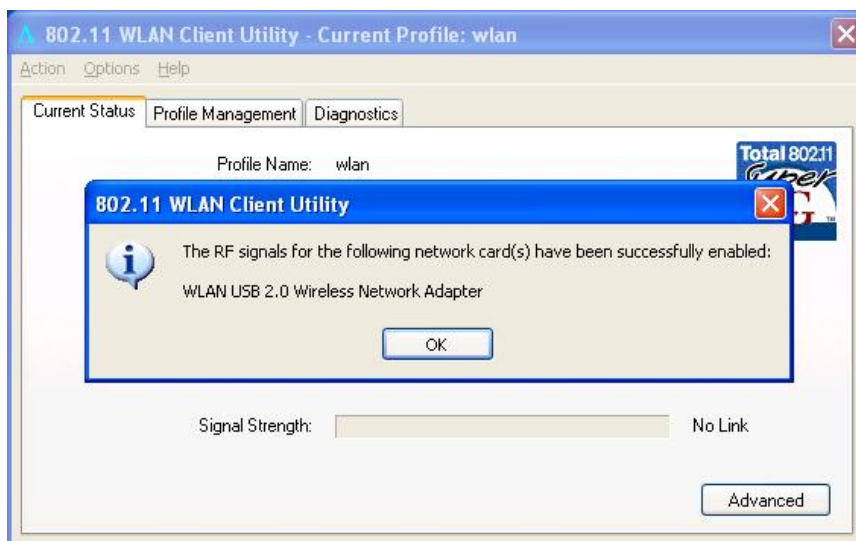 802.11 WLAN Client Utility - Current Profile: wlan
Action Options Help
Current Status Profile Management Diagnostics
Profile Name: wlan
Total 802.11
Super
G
TM
802.11 WLAN Client Utility
The RF signals for the following network card(s) have been successfully enabled:
WLAN USB 2.0 Wireless Network Adapter
OK
Signal Strength: No Link
Advanced